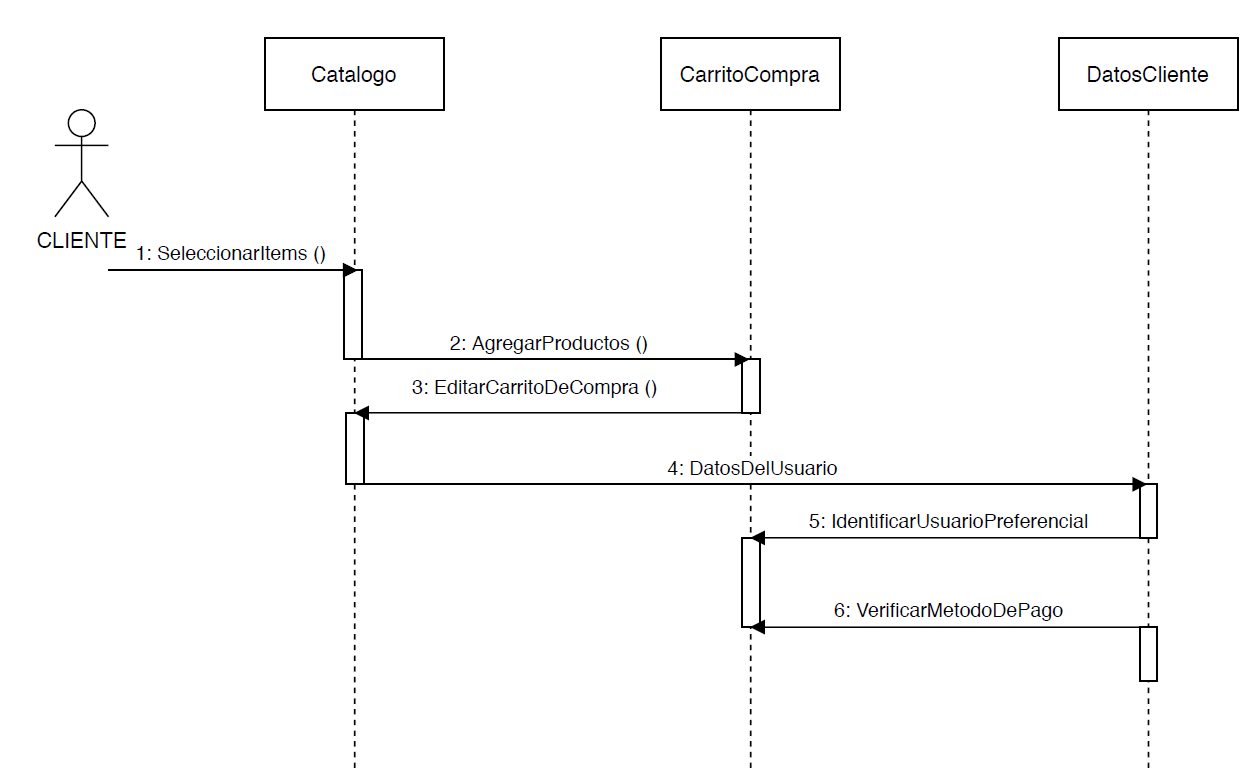 Catalogo
CarritoCompra
DatosCliente
CLIENTE
1: SeleccionarItems ()
2: AgregarProductos ()
3: EditarCarritoDeCompra ()
4: DatosDelUsuario
5: IdentificarUsuarioPreferencial
6: VerificarMetodoDePago